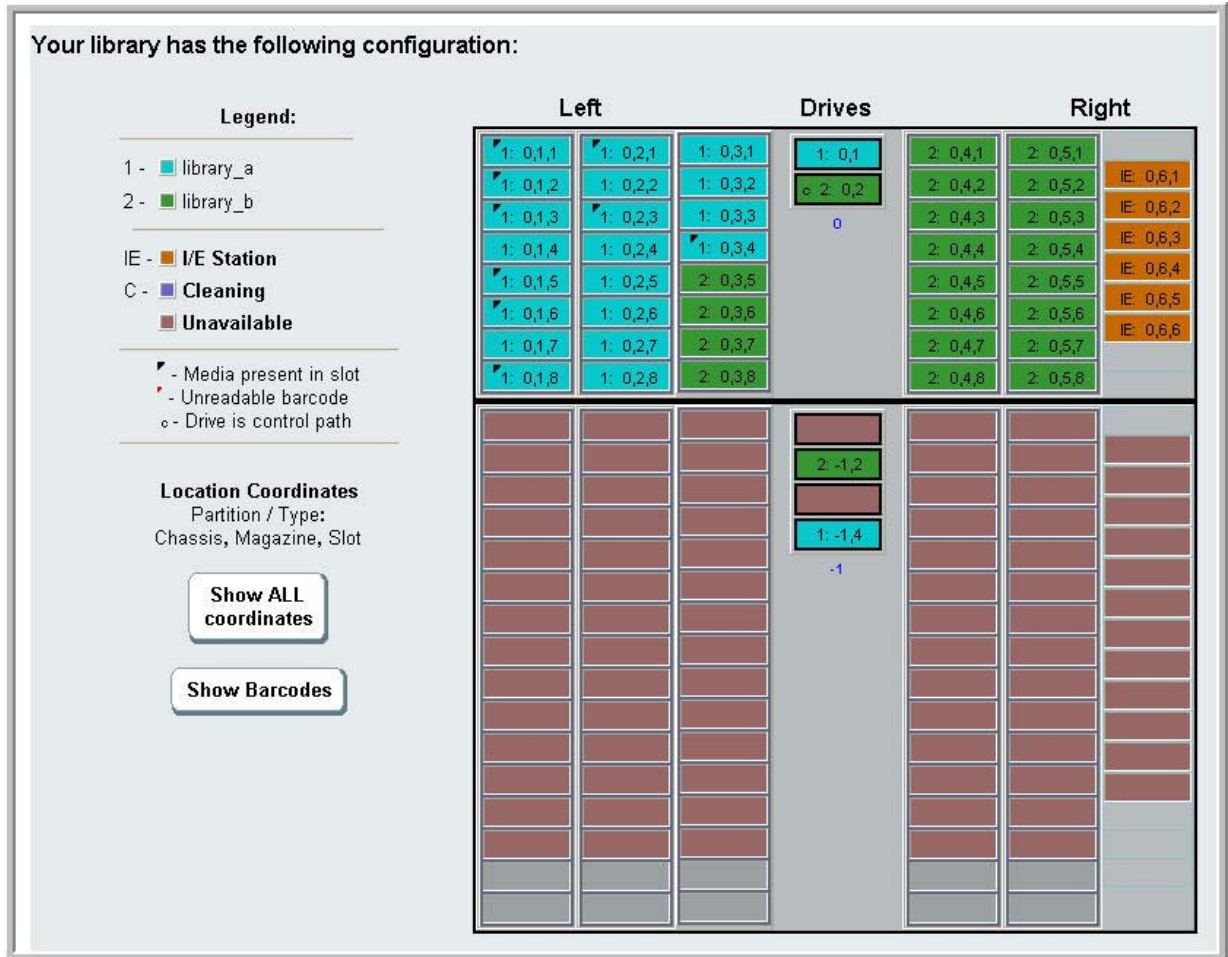 Your library has the following configuration:
Legend:
1 - library_a
2 - library_b
IE - I/E Station
C - Cleaning
Unavailable
- Media present in slot
- Unreadable barcode
c - Drive is control path
Location Coordinates
Partition / Type:
Chassis, Magazine, Slot
Show ALL
coordinates
Show Barcodes
Left Drives Right
1: 0,1,1 1: 0,2,1 1: 0,3,1 1: 0,1 2: 0,4,1 2: 0,5,1
IE: 0,6,1
1: 0,1,2 1: 0,2,2 1: 0,3,2 c 2: 0,2 2: 0,4,2 2: 0,5,2
IE: 0,6,2
1: 0,1,3 1: 0,2,3 1: 0,3,3 0 2: 0,4,3 2: 0,5,3
IE: 0,6,3
1: 0,1,4 1: 0,2,4 1: 0,3,4 2: 0,4,4 2: 0,5,4
IE: 0,6,4
1: 0,1,5 1: 0,2,5 2: 0,3,5 2: 0,4,5 2: 0,5,5
IE: 0,6,5
1: 0,1,6 1: 0,2,6 2: 0,3,6 2: 0,4,6 2: 0,5,6
IE: 0,6,6
1: 0,1,7 1: 0,2,7 2: 0,3,7 2: 0,4,7 2: 0,5,7
1: 0,1,8 1: 0,2,8 2: 0,3,8 2: 0,4,8 2: 0,5,8
2: -1,2
1: -1,4
-1